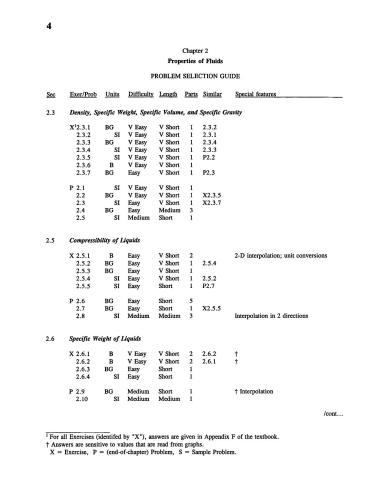 4
Chapter 2
Properties of Fluids
PROBLEM SELECTION GUIDE
Sec Exer/Prob Units Difficulty Length Parts Similar Special features
2.3 Density, Specific Weight, Specific Volume, and Specific Gravity
X¹2.3.1 BG V Easy V Short 1 2.3.2
2.3.2 SI V Easy V Short 1 2.3.1
2.3.3 BG V Easy V Short 1 2.3.4
2.3.4 SI V Easy V Short 1 2.3.3
2.3.5 SI V Easy V Short 1 P2.2
2.3.6 B V Easy V Short 1
2.3.7 BG Easy V Short 1 P2.3
P 2.1 SI V Easy V Short 1
2.2 BG V Easy V Short 1 X2.3.5
2.3 SI Easy V Short 1 X2.3.7
2.4 BG Easy Medium 3
2.5 SI Medium Short 1
2.5 Compressibility of Liquids
X 2.5.1 B Easy V Short 2 2-D interpolation; unit conversions
2.5.2 BG Easy V Short 1 2.5.4
2.5.3 BG Easy V Short 1
2.5.4 SI Easy V Short 1 2.5.2
2.5.5 SI Easy Short 1 P2.7
P 2.6 BG Easy Short 5
2.7 BG Easy Short 1 X2.5.5
2.8 SI Medium Medium 3 Interpolation in 2 directions
2.6 Specific Weight of Liquids
X 2.6.1 B V Easy V Short 2 2.6.2 †
2.6.2 B V Easy V Short 2 2.6.1 †
2.6.3 BG Easy Short 1
2.6.4 SI Easy Short 1
P 2.9 BG Medium Short 1 † Interpolation
2.10 SI Medium Medium 1
/cont...
¹ For all Exercises (identifed by "X"), answers are given in Appendix F of the textbook.
† Answers are sensitive to values that are read from graphs.
X = Exercise, P = (end-of-chapter) Problem, S = Sample Problem.